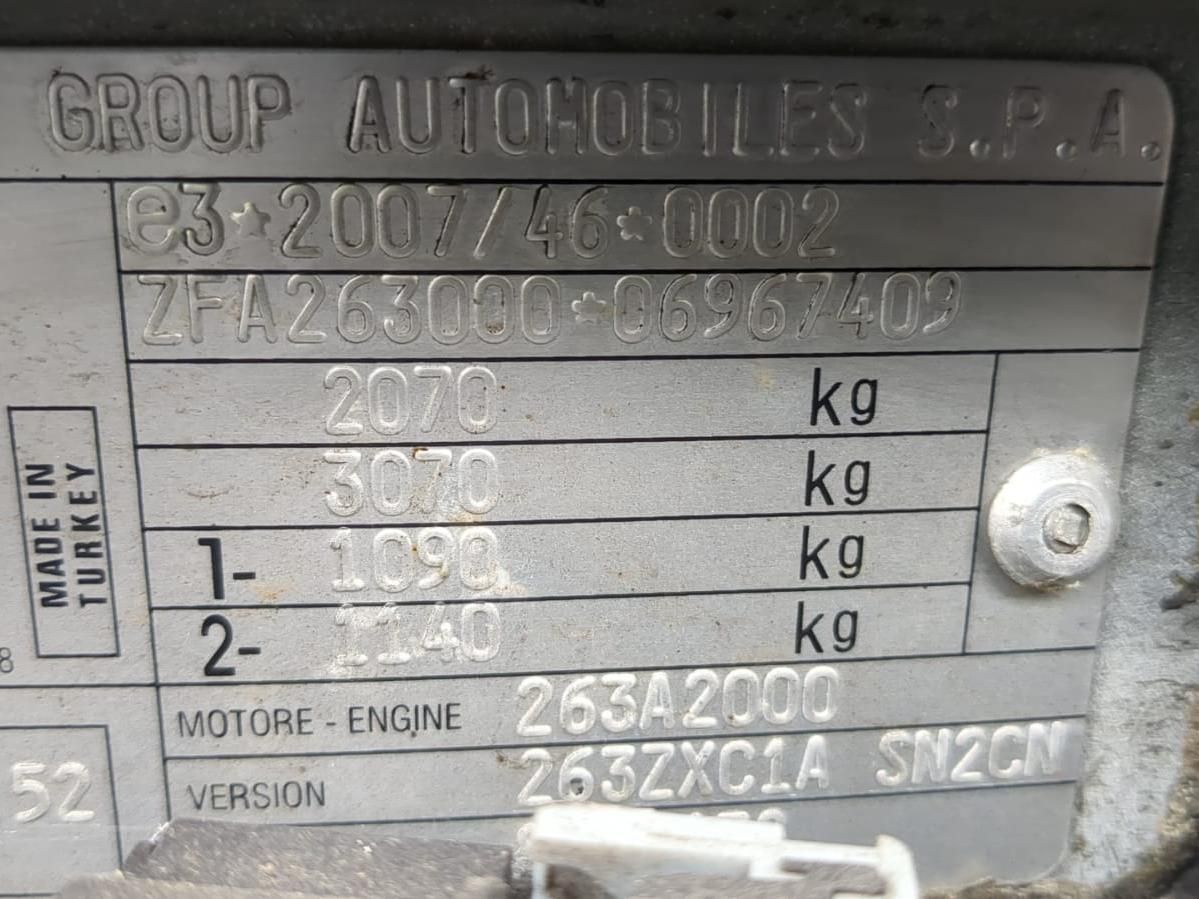 GROUP AUTOMOBILES S.P.A.
e3*2007/46*0002
ZFA263000*06967409
2070 kg
3070 kg
1- 1090 kg
2- 1140 kg
MADE IN
TURKEY
8
MOTORE - ENGINE 263A2000
VERSION 263ZXC1A SN2CN
52